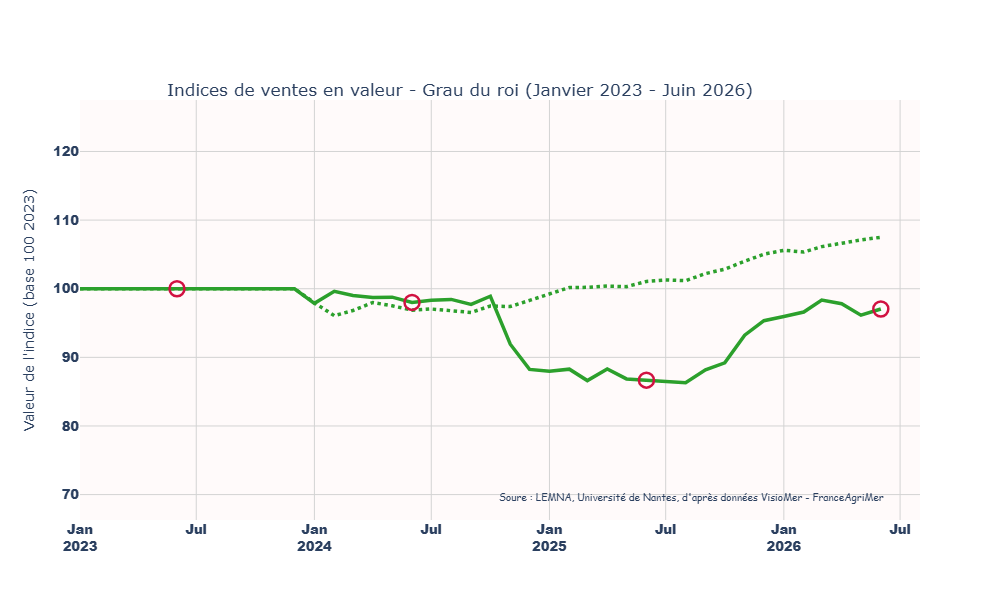 Indices de ventes en valeur - Grau du roi (Janvier 2023 - Juin 2026)
Valeur de l'indice (base 100 2023)
120
110
100
90
80
70
Soure : LEMNA, Université de Nantes, d'après données VisioMer - FranceAgriMer
Jan Jul Jan Jul Jan Jul Jan Jul
2023 2024 2025 2026